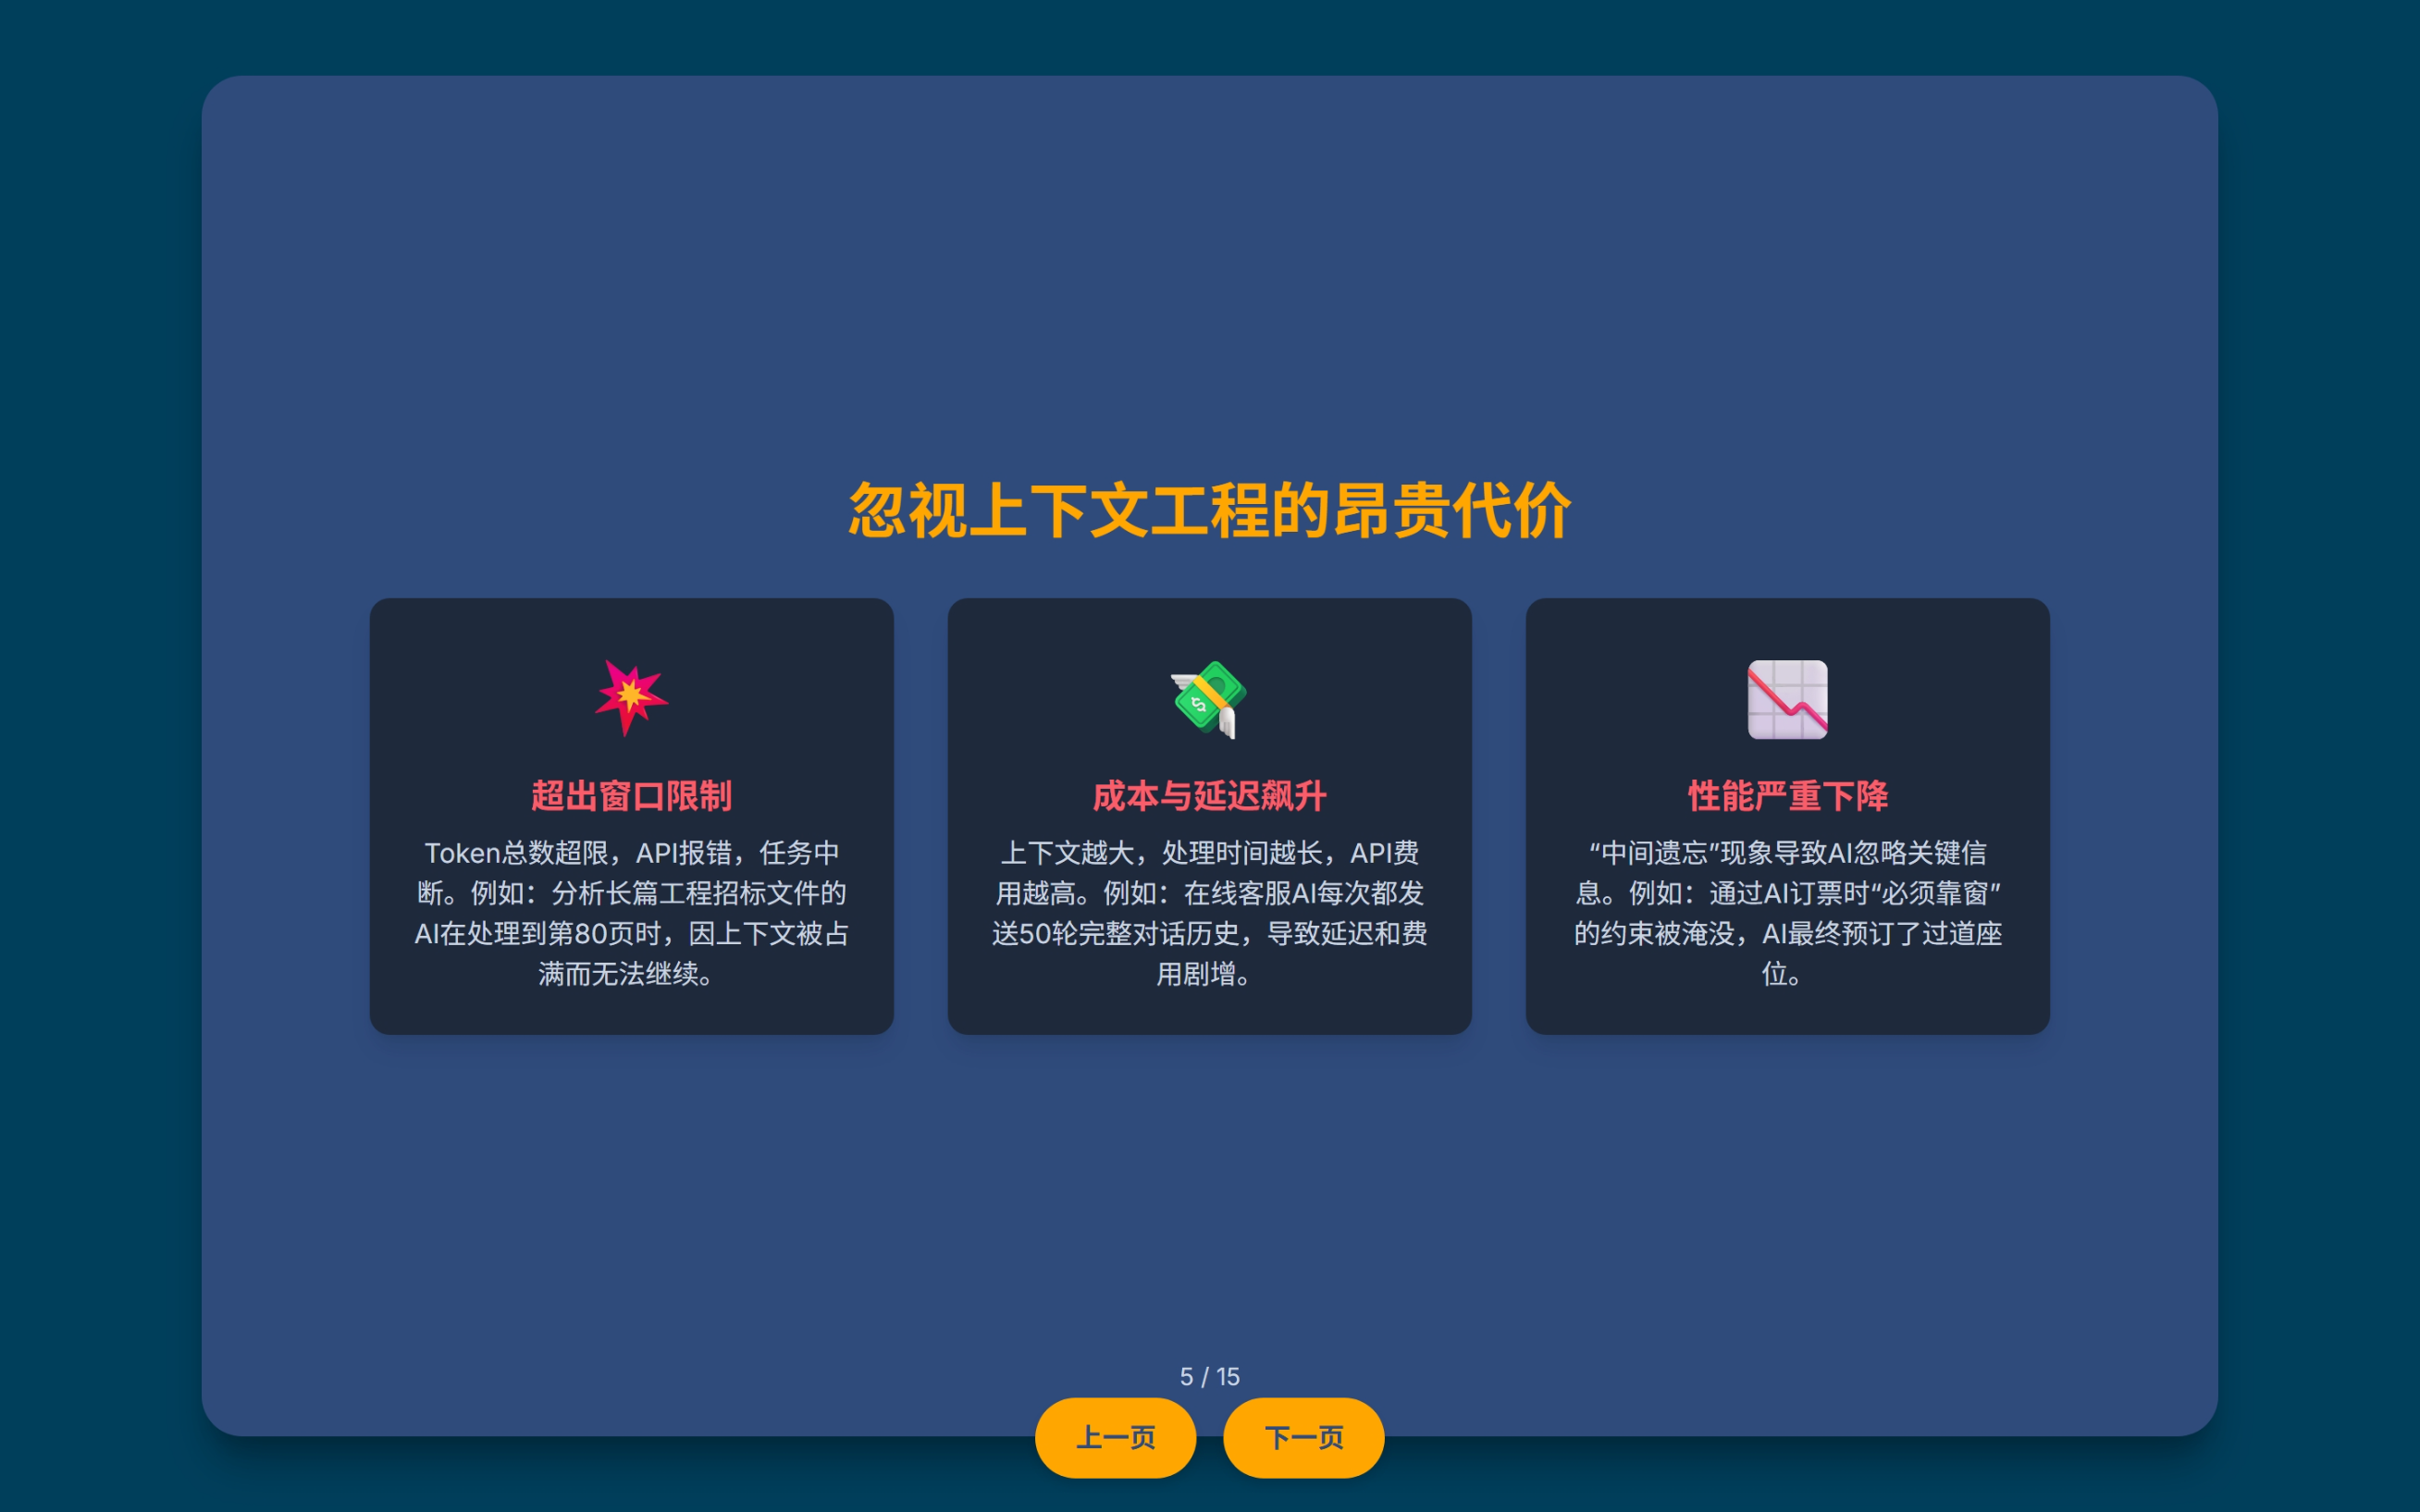 忽视上下文工程的昂贵代价
超出窗口限制
Token总数超限，API报错，任务中
断。例如：分析长篇工程招标文件的
AI在处理到第80页时，因上下文被占
满而无法继续。
成本与延迟飙升
上下文越大，处理时间越长，API费
用越高。例如：在线客服AI每次都发
送50轮完整对话历史，导致延迟和费
用剧增。
性能严重下降
“中间遗忘”现象导致AI忽略关键信
息。例如：通过AI订票时“必须靠窗”
的约束被淹没，AI最终预订了过道座
位。
5 / 15
上一页
下一页